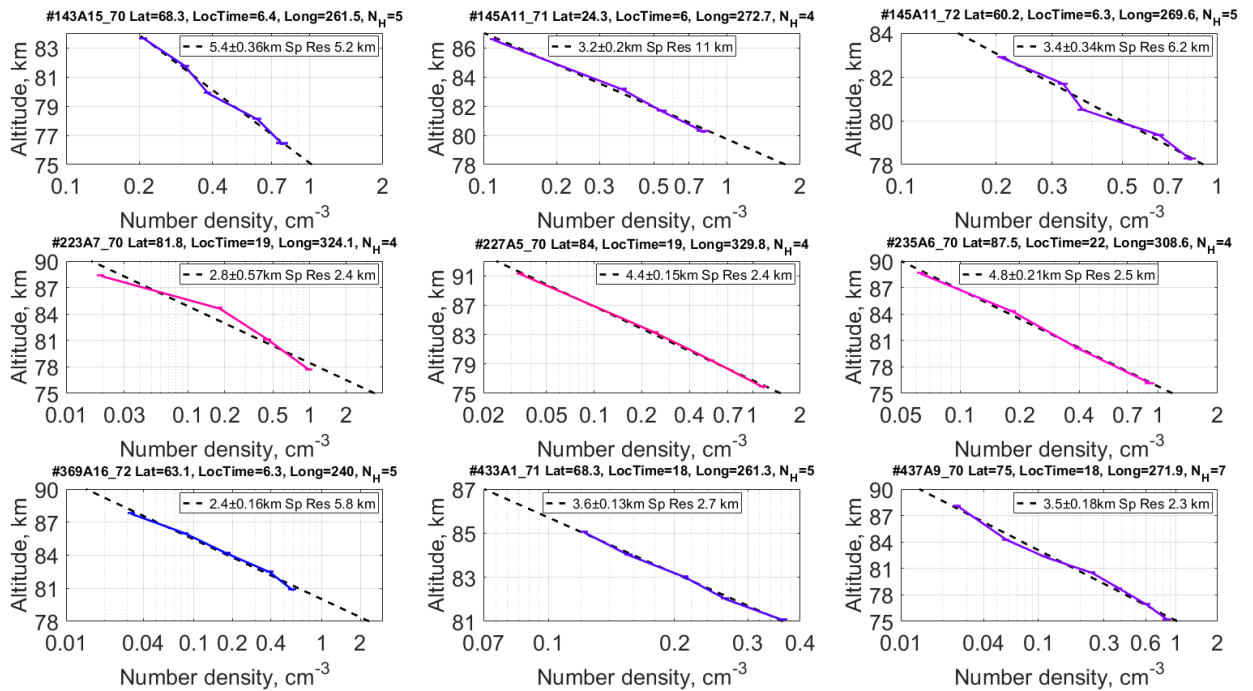 #143A15_70 Lat=68.3, LocTime=6.4, Long=261.5, N_H=5
5.4±0.36km Sp Res 5.2 km
Altitude, km
83
81
79
77
75
0.1
0.2
0.4
0.7
1
2
Number density, cm^-3
#145A11_71 Lat=24.3, LocTime=6, Long=272.7, N_H=4
3.2±0.2km Sp Res 11 km
Altitude, km
86
84
82
80
78
0.1
0.2
0.3
0.5
0.7
1
2
Number density, cm^-3
#145A11_72 Lat=60.2, LocTime=6.3, Long=269.6, N_H=5
3.4±0.34km Sp Res 6.2 km
Altitude, km
84
82
80
78
0.1
0.2
0.3
0.5
0.7
1
Number density, cm^-3
#223A7_70 Lat=81.8, LocTime=19, Long=324.1, N_H=4
2.8±0.57km Sp Res 2.4 km
Altitude, km
90
87
84
81
78
75
0.01
0.03
0.1
0.2
0.4
1
2
Number density, cm^-3
#227A5_70 Lat=84, LocTime=19, Long=329.8, N_H=4
4.4±0.15km Sp Res 2.4 km
Altitude, km
91
87
83
79
75
0.02
0.04
0.1
0.2
0.4
0.7
1
2
Number density, cm^-3
#235A6_70 Lat=87.5, LocTime=22, Long=308.6, N_H=4
4.8±0.21km Sp Res 2.5 km
Altitude, km
90
87
84
81
78
75
0.05
0.1
0.2
0.4
0.7
1
2
Number density, cm^-3
#369A16_72 Lat=63.1, LocTime=6.3, Long=240, N_H=5
2.4±0.16km Sp Res 5.8 km
Altitude, km
90
87
84
81
78
0.01
0.04
0.1
0.2
0.4
1
2
Number density, cm^-3
#433A1_71 Lat=68.3, LocTime=18, Long=261.3, N_H=5
3.6±0.13km Sp Res 2.7 km
Altitude, km
87
85
83
81
0.07
0.1
0.2
0.3
0.4
Number density, cm^-3
#437A9_70 Lat=75, LocTime=18, Long=271.9, N_H=7
3.5±0.18km Sp Res 2.3 km
Altitude, km
90
87
84
81
78
75
0.01
0.04
0.1
0.3
0.6
1
2
Number density, cm^-3